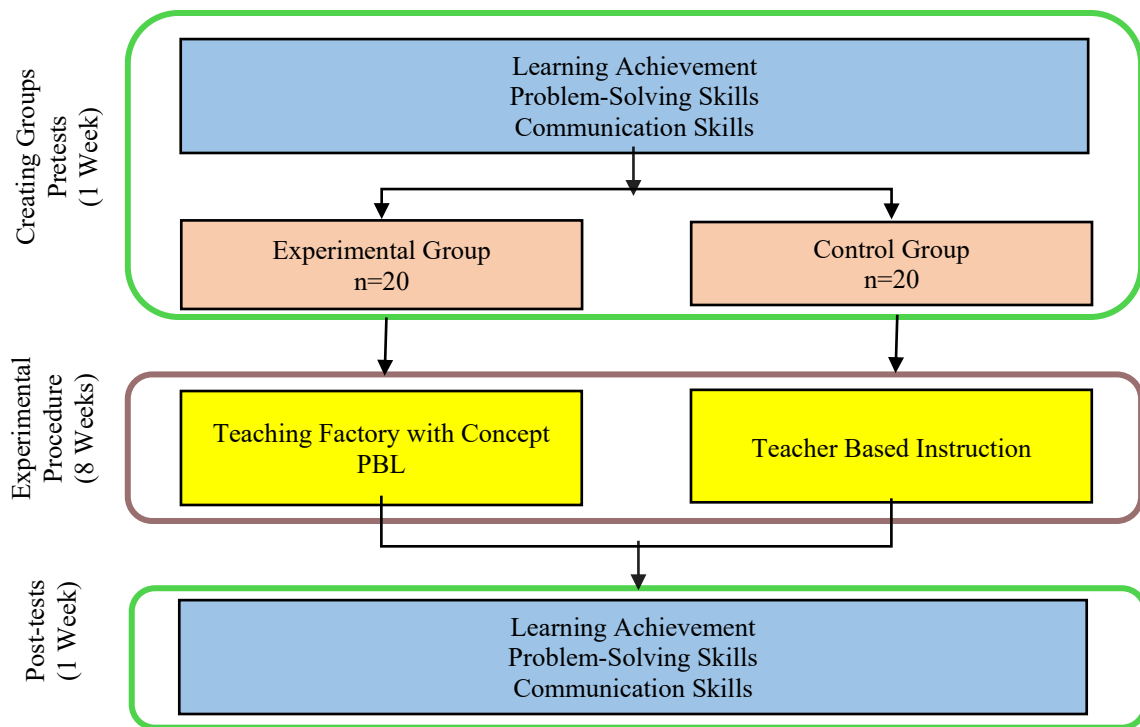 Creating Groups
Pretests
(1 Week)
Learning Achievement
Problem-Solving Skills
Communication Skills
Experimental Group
n=20
Control Group
n=20
Experimental
Procedure
(8 Weeks)
Teaching Factory with Concept
PBL
Teacher Based Instruction
Post-tests
(1 Week)
Learning Achievement
Problem-Solving Skills
Communication Skills